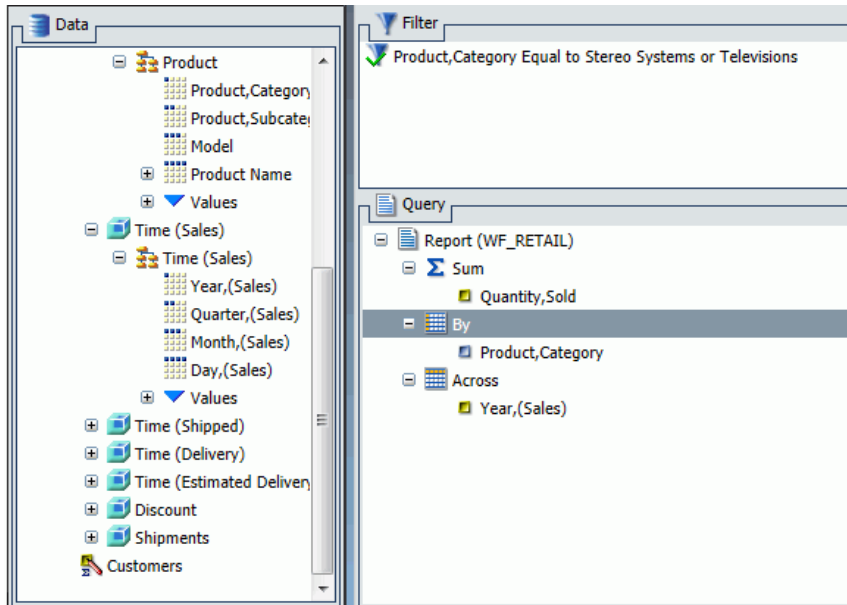 Data
Product
Product,Category
Product,Subcate
Model
Product Name
Values
Time (Sales)
Time (Sales)
Year,(Sales)
Quarter,(Sales)
Month,(Sales)
Day,(Sales)
Values
Time (Shipped)
Time (Delivery)
Time (Estimated Delivery
Discount
Shipments
Customers
Filter
Product,Category Equal to Stereo Systems or Televisions
Query
Report (WF_RETAIL)
Sum
Quantity,Sold
By
Product,Category
Across
Year,(Sales)